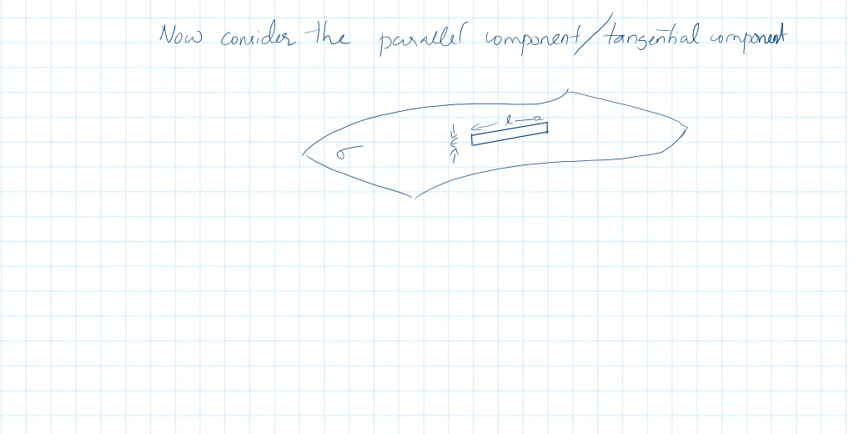 Now consider the parallel component/tangential component
l
ε
σ